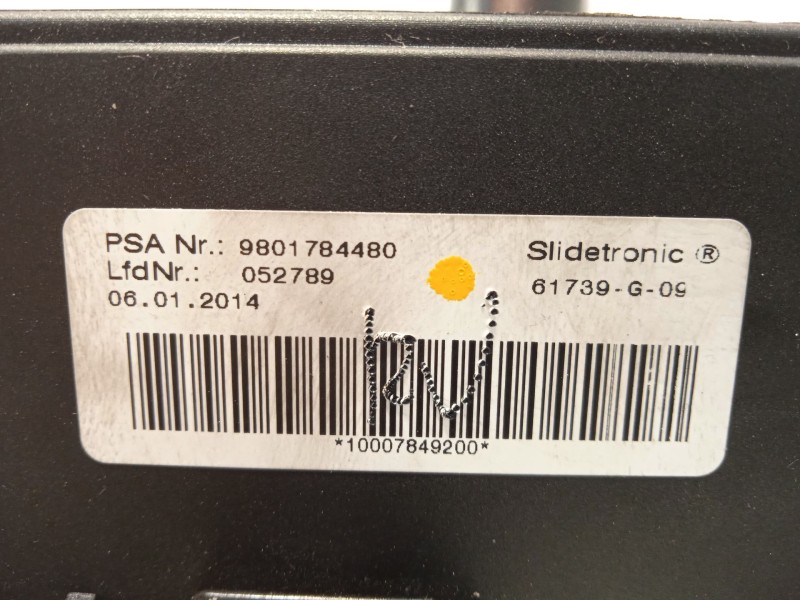 PSA Nr.: 9801784480
LfdNr.: 052789
06.01.2014
Slidetronic ®
61739-G-09
*10007849200*